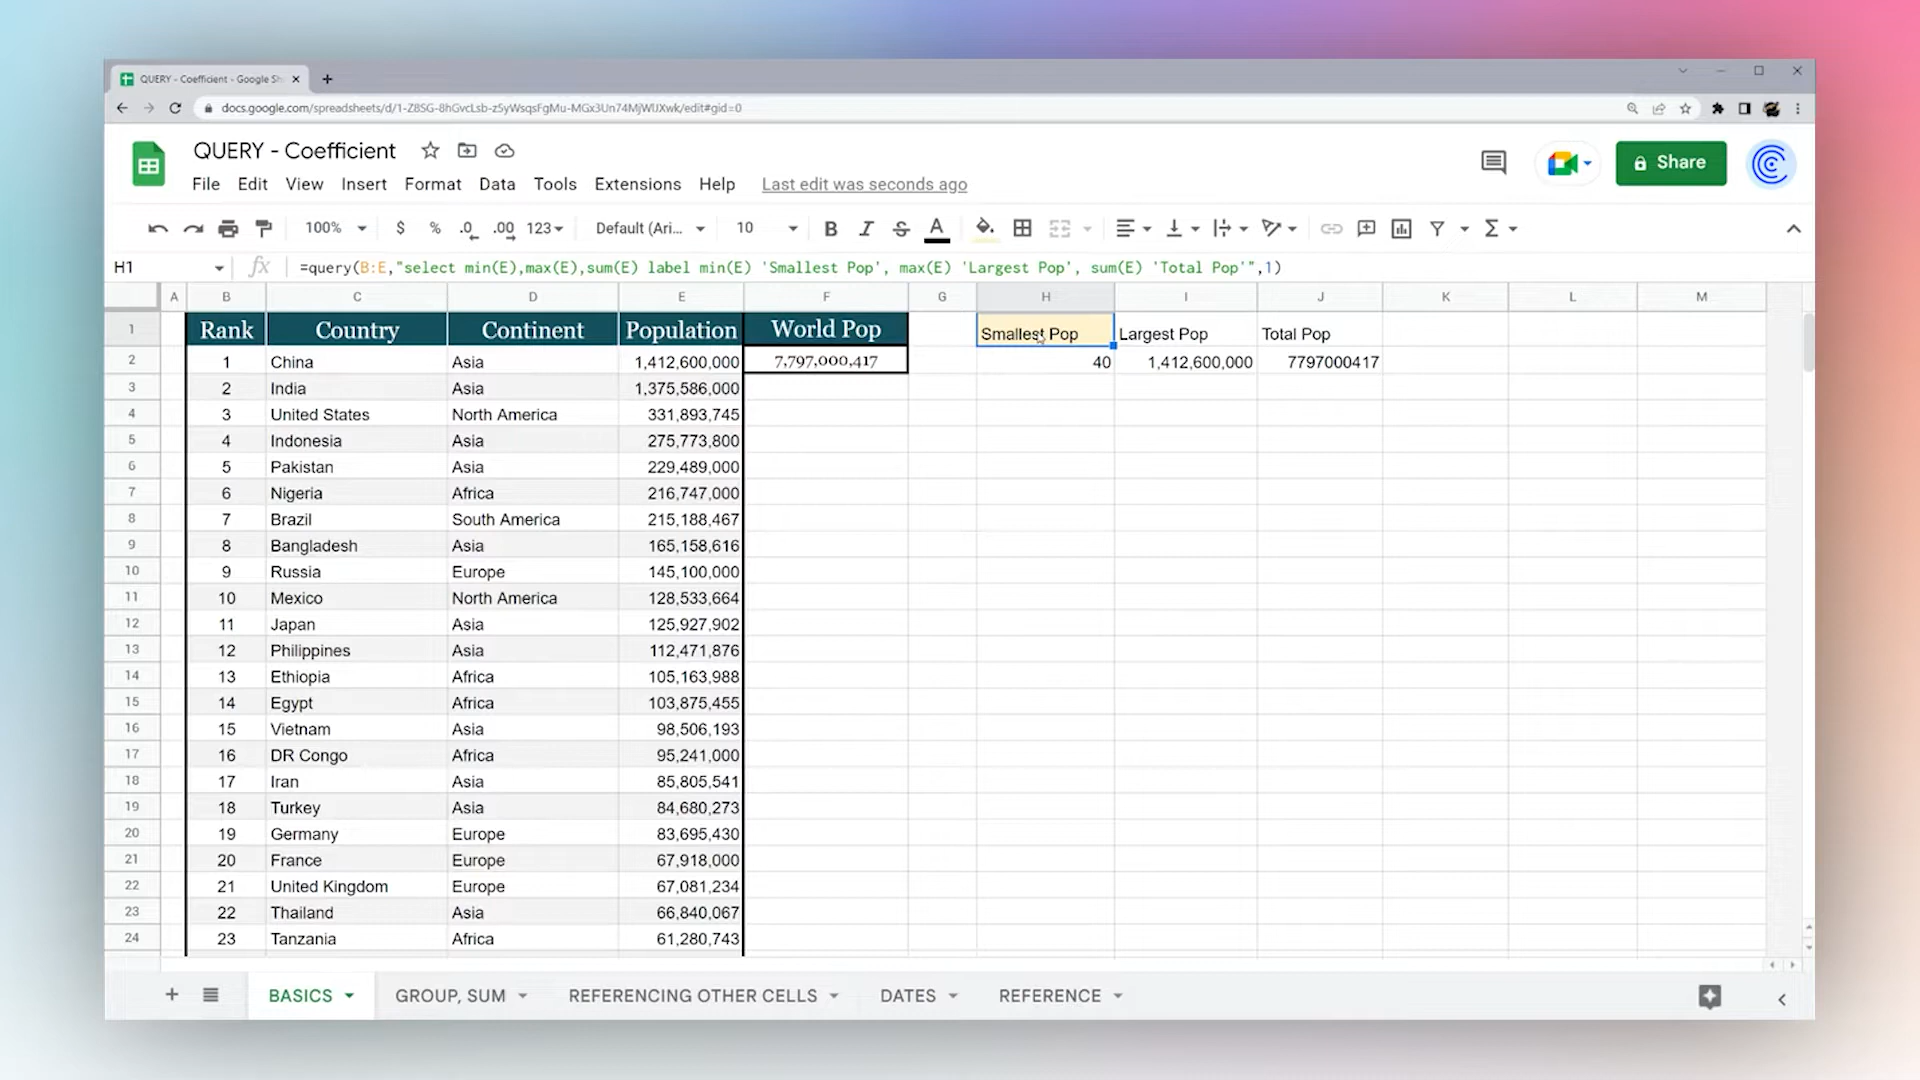 QUERY - Coefficient - Google Sh
docs.google.com/spreadsheets/d/1-Z8SG-8hGvcLsb-zSyWsqsFgMu-MGx3Un74MjWIJXwk/edit#gid=0
QUERY - Coefficient
File Edit View Insert Format Data Tools Extensions Help Last edit was seconds ago
Share
100% $ % .0 .00 123 Default (Ari... 10 B I S A
H1 fx =query(B:E,"select min(E),max(E),sum(E) label min(E) 'Smallest Pop', max(E) 'Largest Pop', sum(E) 'Total Pop'",1)
A B C D E F G H I J K L M
1 Rank Country Continent Population World Pop Smallest Pop Largest Pop Total Pop
2 1 China Asia 1,412,600,000 7,797,000,417 40 1,412,600,000 7797000417
3 2 India Asia 1,375,586,000
4 3 United States North America 331,893,745
5 4 Indonesia Asia 275,773,800
6 5 Pakistan Asia 229,489,000
7 6 Nigeria Africa 216,747,000
8 7 Brazil South America 215,188,467
9 8 Bangladesh Asia 165,158,616
10 9 Russia Europe 145,100,000
11 10 Mexico North America 128,533,664
12 11 Japan Asia 125,927,902
13 12 Philippines Asia 112,471,876
14 13 Ethiopia Africa 105,163,988
15 14 Egypt Africa 103,875,455
16 15 Vietnam Asia 98,506,193
17 16 DR Congo Africa 95,241,000
18 17 Iran Asia 85,805,541
19 18 Turkey Asia 84,680,273
20 19 Germany Europe 83,695,430
21 20 France Europe 67,918,000
22 21 United Kingdom Europe 67,081,234
23 22 Thailand Asia 66,840,067
24 23 Tanzania Africa 61,280,743
BASICS GROUP, SUM REFERENCING OTHER CELLS DATES REFERENCE